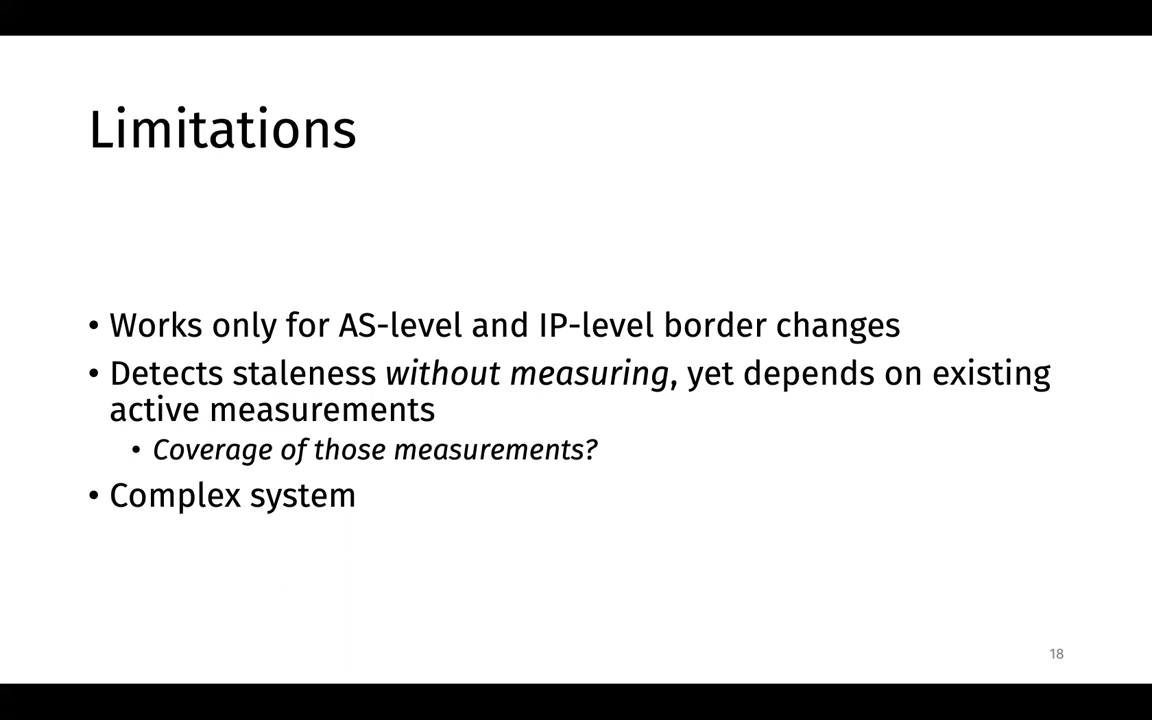 Limitations
• Works only for AS-level and IP-level border changes
• Detects staleness without measuring, yet depends on existing
active measurements
• Coverage of those measurements?
• Complex system
18